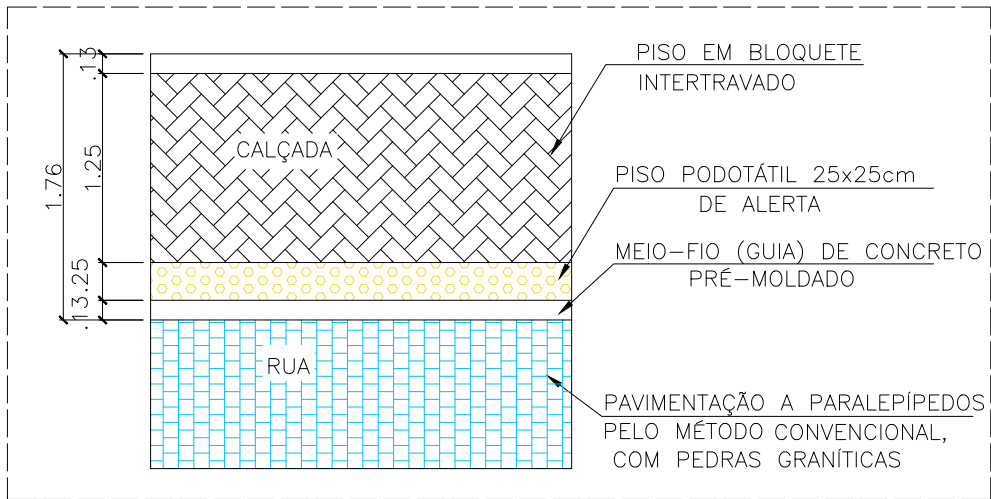 .13
1.25
1.76
.25
.13
CALÇADA
RUA
PISO EM BLOQUETE
INTERTRAVADO
PISO PODOTÁTIL 25x25cm
DE ALERTA
MEIO-FIO (GUIA) DE CONCRETO
PRÉ-MOLDADO
PAVIMENTAÇÃO A PARALEPÍPEDOS
PELO MÉTODO CONVENCIONAL,
COM PEDRAS GRANÍTICAS